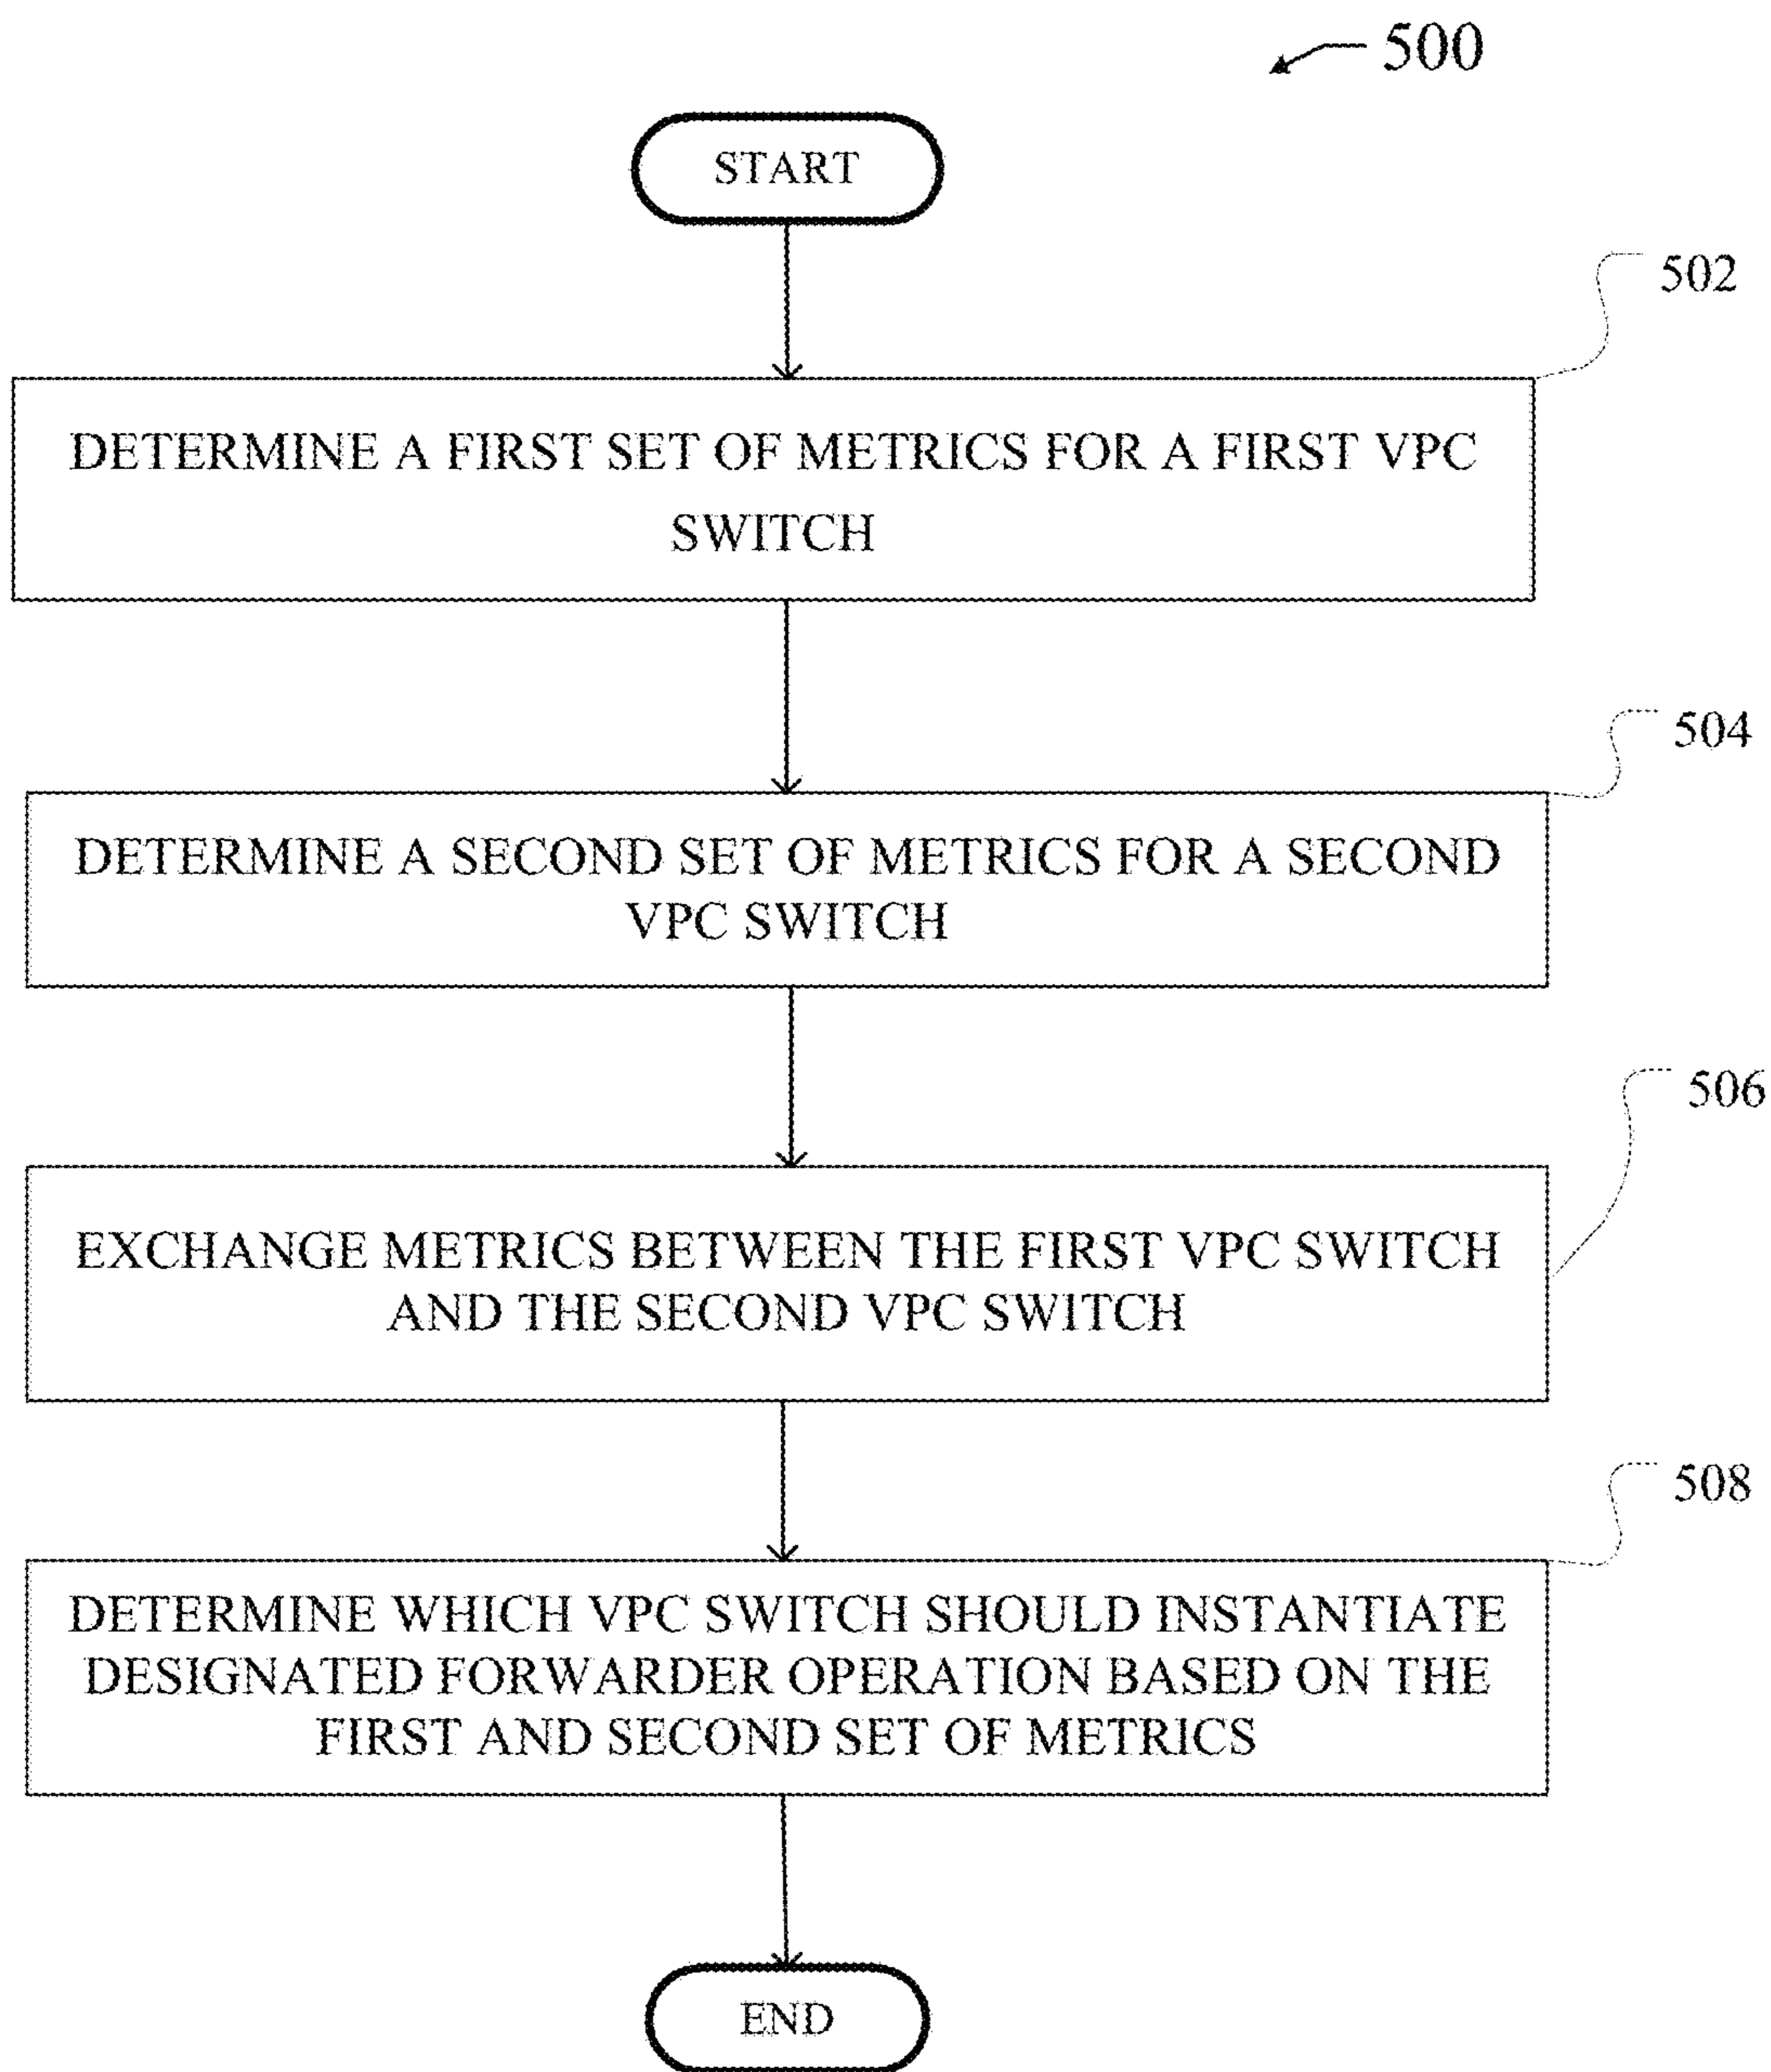 500
START
502
DETERMINE A FIRST SET OF METRICS FOR A FIRST VPC
SWITCH
504
DETERMINE A SECOND SET OF METRICS FOR A SECOND
VPC SWITCH
506
EXCHANGE METRICS BETWEEN THE FIRST VPC SWITCH
AND THE SECOND VPC SWITCH
508
DETERMINE WHICH VPC SWITCH SHOULD INSTANTIATE
DESIGNATED FORWARDER OPERATION BASED ON THE
FIRST AND SECOND SET OF METRICS
END